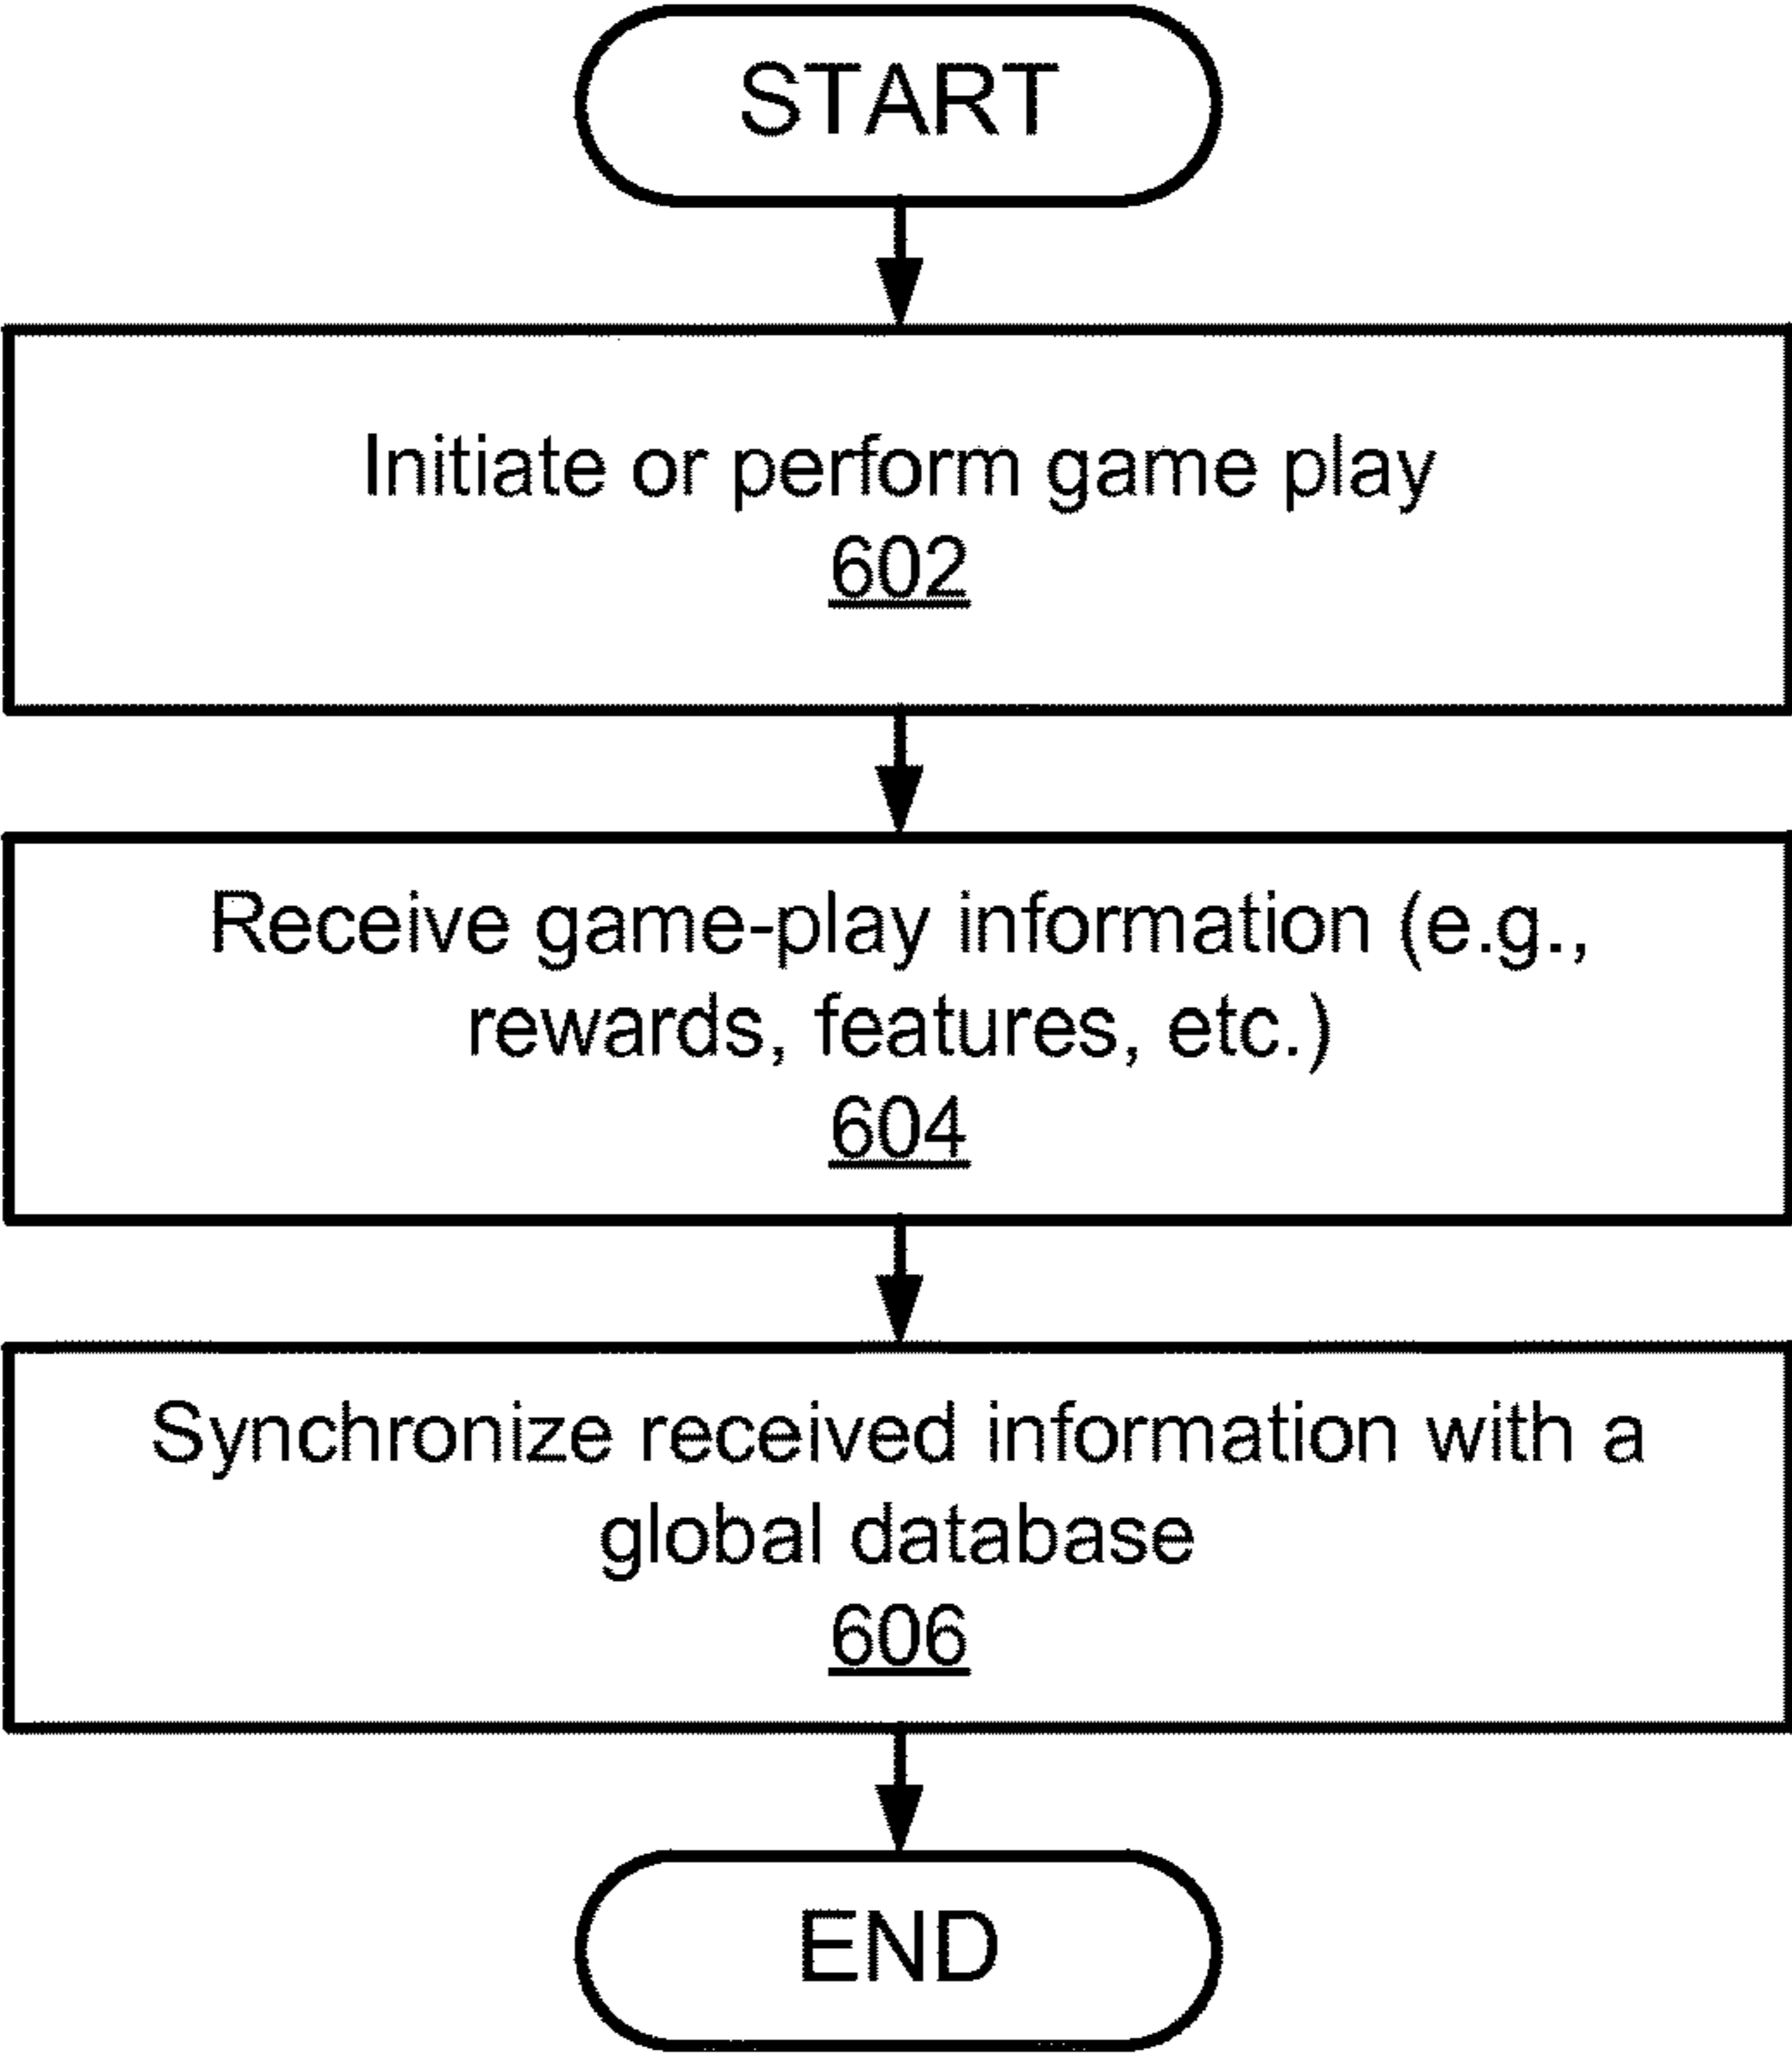 START
Initiate or perform game play
602
Receive game-play information (e.g.,
rewards, features, etc.)
604
Synchronize received information with a
global database
606
END